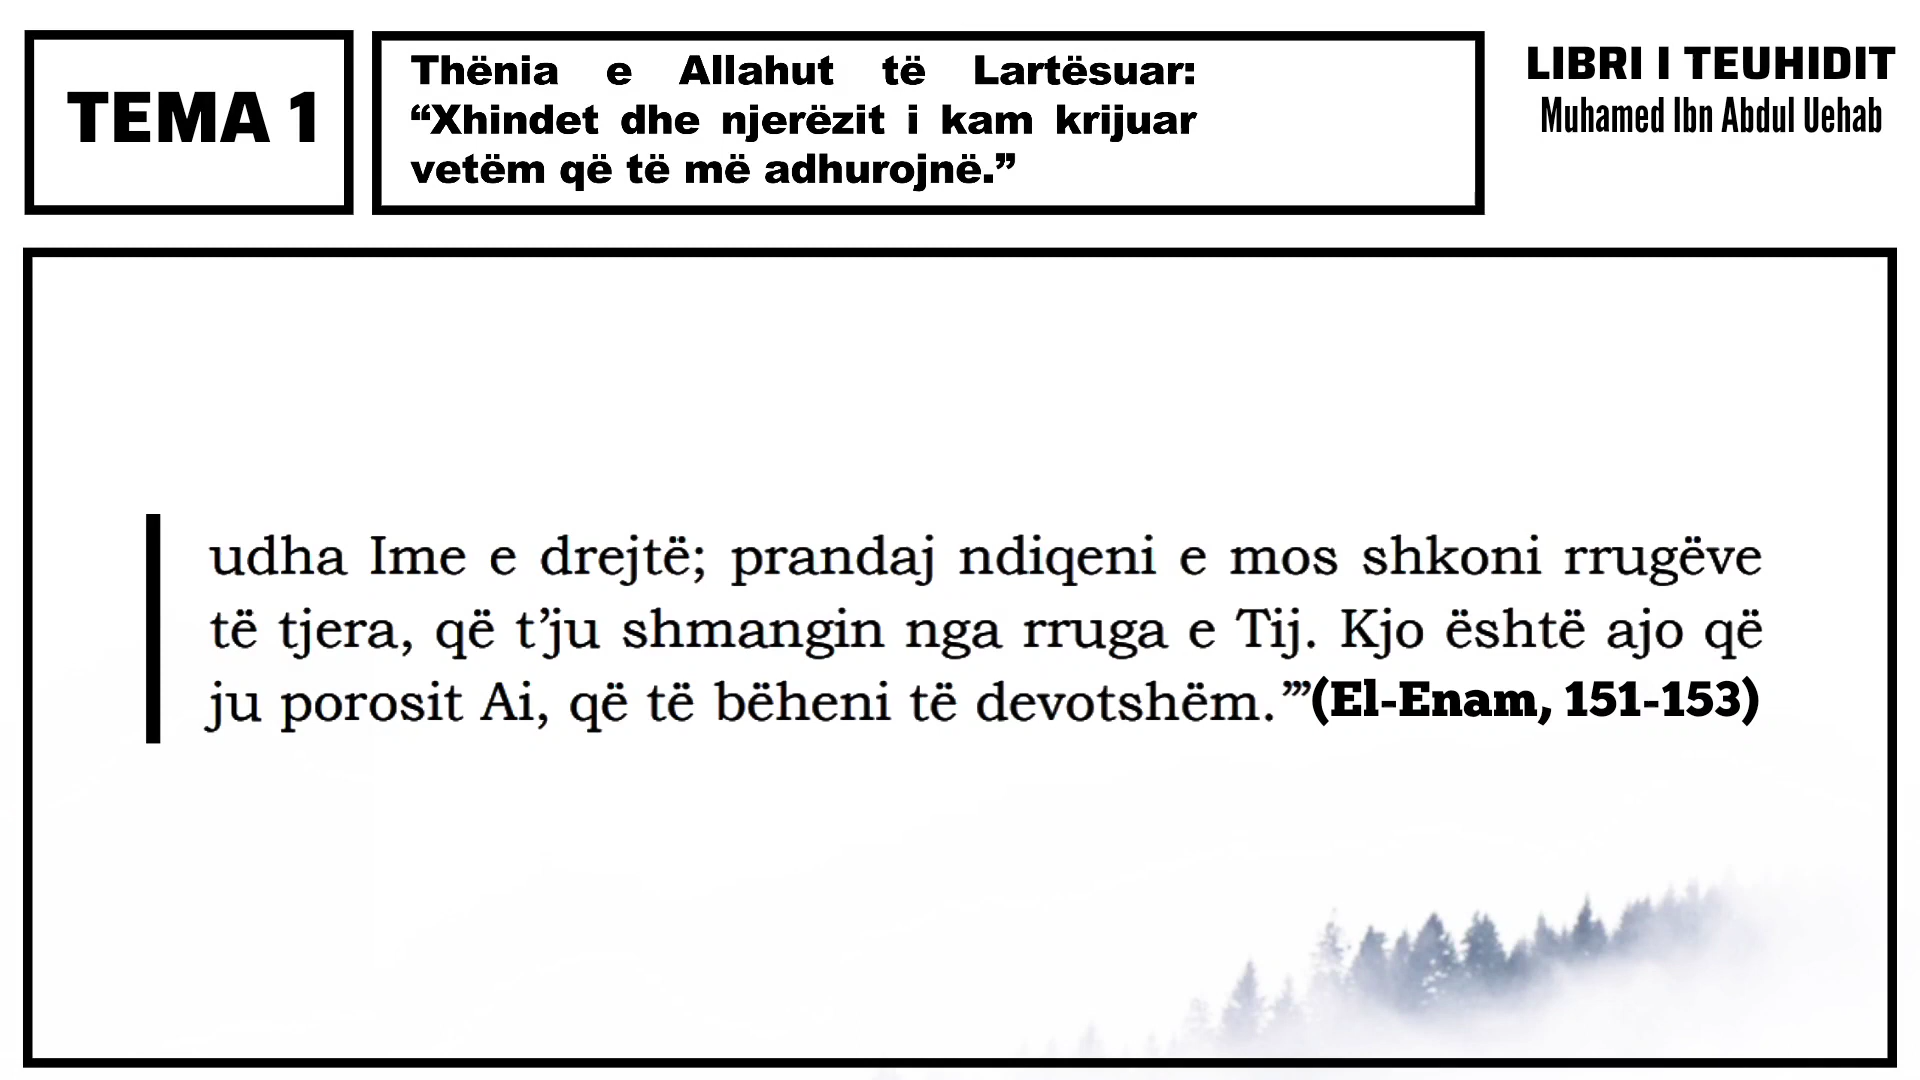 TEMA 1
Thënia e Allahut të Lartësuar:
“Xhindet dhe njerëzit i kam krijuar
vetëm që të më adhurojnë.”
LIBRI I TEUHIDIT
Muhamed Ibn Abdul Uehab
udha Ime e drejtë; prandaj ndiqeni e mos shkoni rrugëve
të tjera, që t’ju shmangin nga rruga e Tij. Kjo është ajo që
ju porosit Ai, që të bëheni të devotshëm.’”(El-Enam, 151-153)